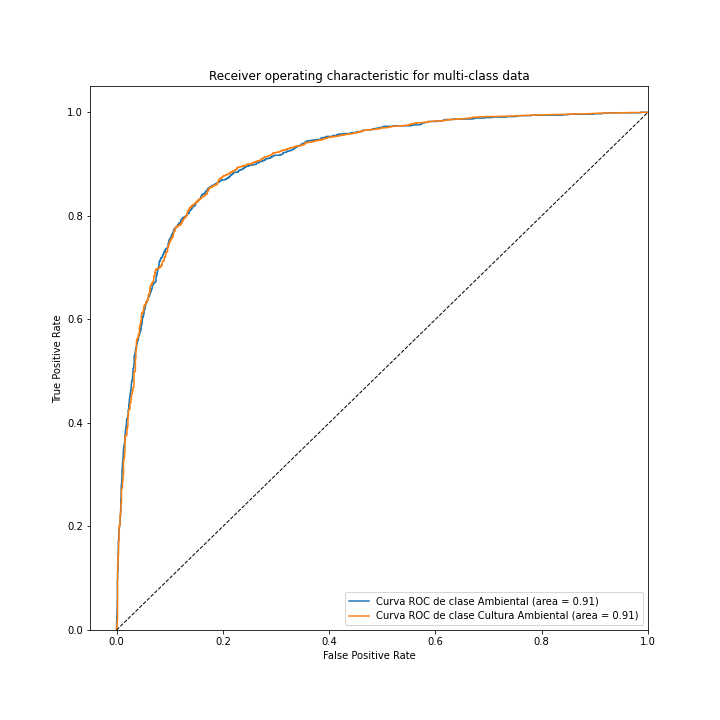 Receiver operating characteristic for multi-class data
True Positive Rate
1.0
0.8
0.6
0.4
0.2
0.0
0.0 0.2 0.4 0.6 0.8 1.0
False Positive Rate
Curva ROC de clase Ambiental (area = 0.91)
Curva ROC de clase Cultura Ambiental (area = 0.91)